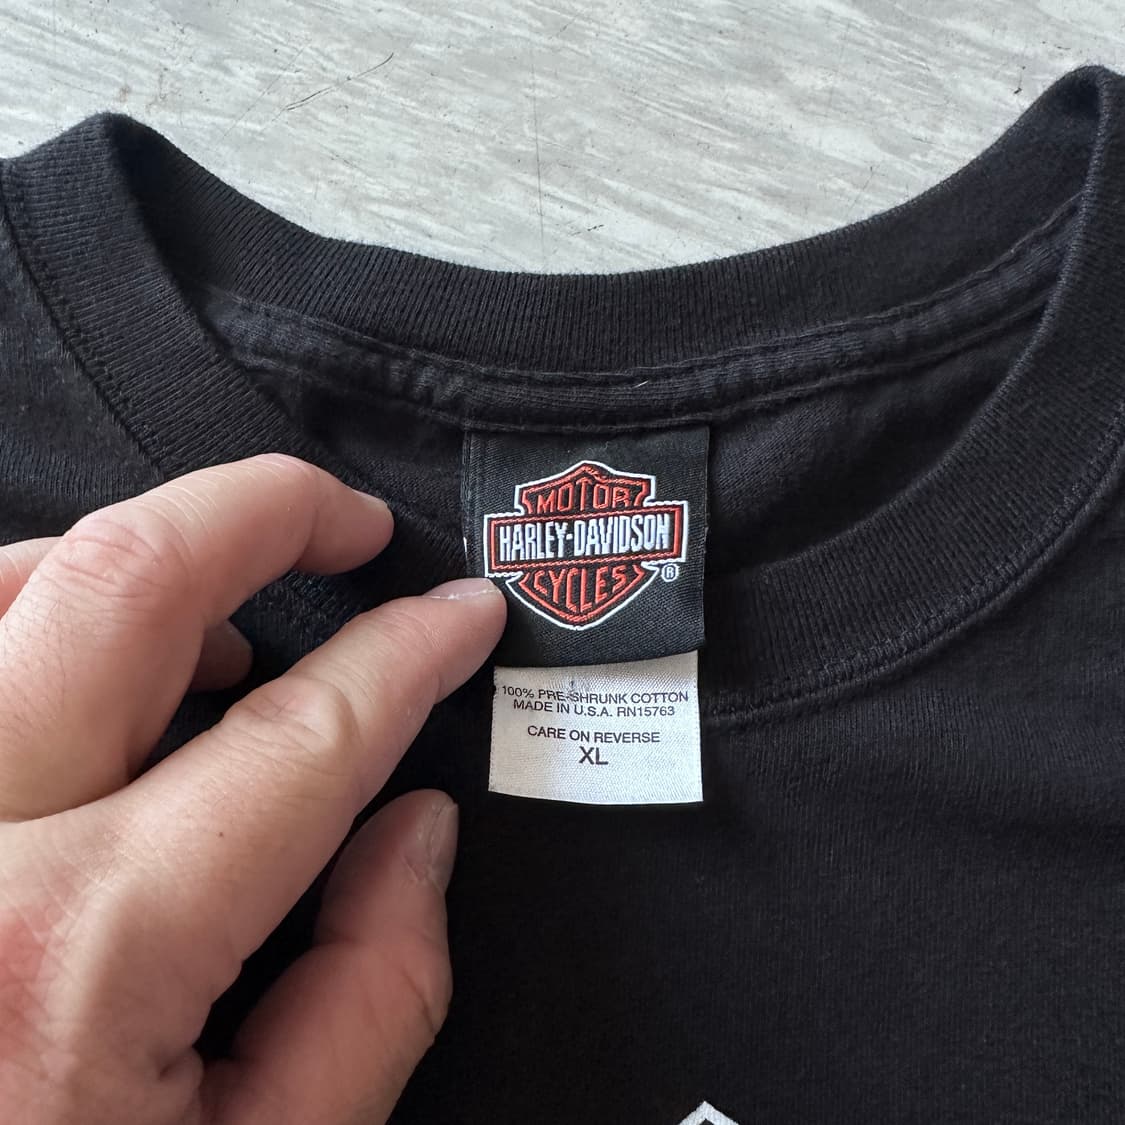 MOTOR
HARLEY-DAVIDSON
CYCLES
®
100% PRE-SHRUNK COTTON
MADE IN U.S.A. RN15763
CARE ON REVERSE
XL